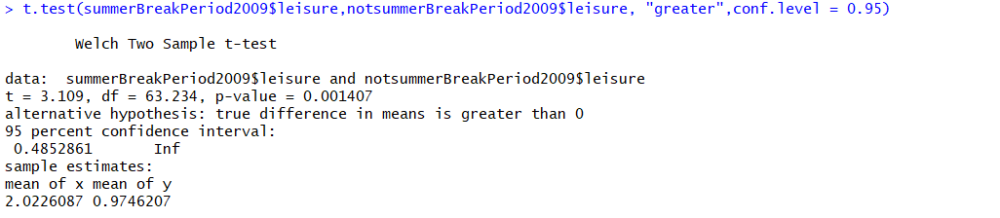 > t.test(summerBreakPeriod2009$leisure,notsummerBreakPeriod2009$leisure, "greater",conf.level = 0.95)
Welch Two Sample t-test
data:  summerBreakPeriod2009$leisure and notsummerBreakPeriod2009$leisure
t = 3.109, df = 63.234, p-value = 0.001407
alternative hypothesis: true difference in means is greater than 0
95 percent confidence interval:
 0.4852861       Inf
sample estimates:
mean of x mean of y
2.0226087 0.9746207